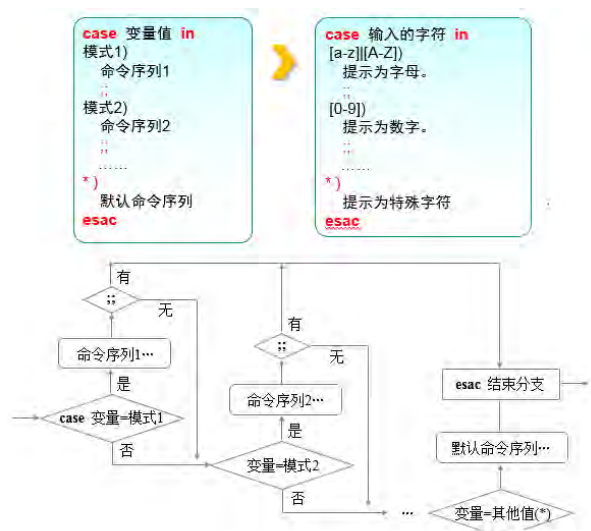 case 变量值 in
模式1)
命令序列1
;;
模式2)
命令序列2
;;
……
* )
默认命令序列
esac
case 输入的字符 in
[a-z]|[A-Z])
提示为字母。
;;
[0-9])
提示为数字。
;;
……
* )
提示为特殊字符
esac
有
;;
无
命令序列1…
是
case 变量=模式1
否
有
;;
无
命令序列2…
是
变量=模式2
否
…
esac 结束分支
默认命令序列…
变量=其他值(*)